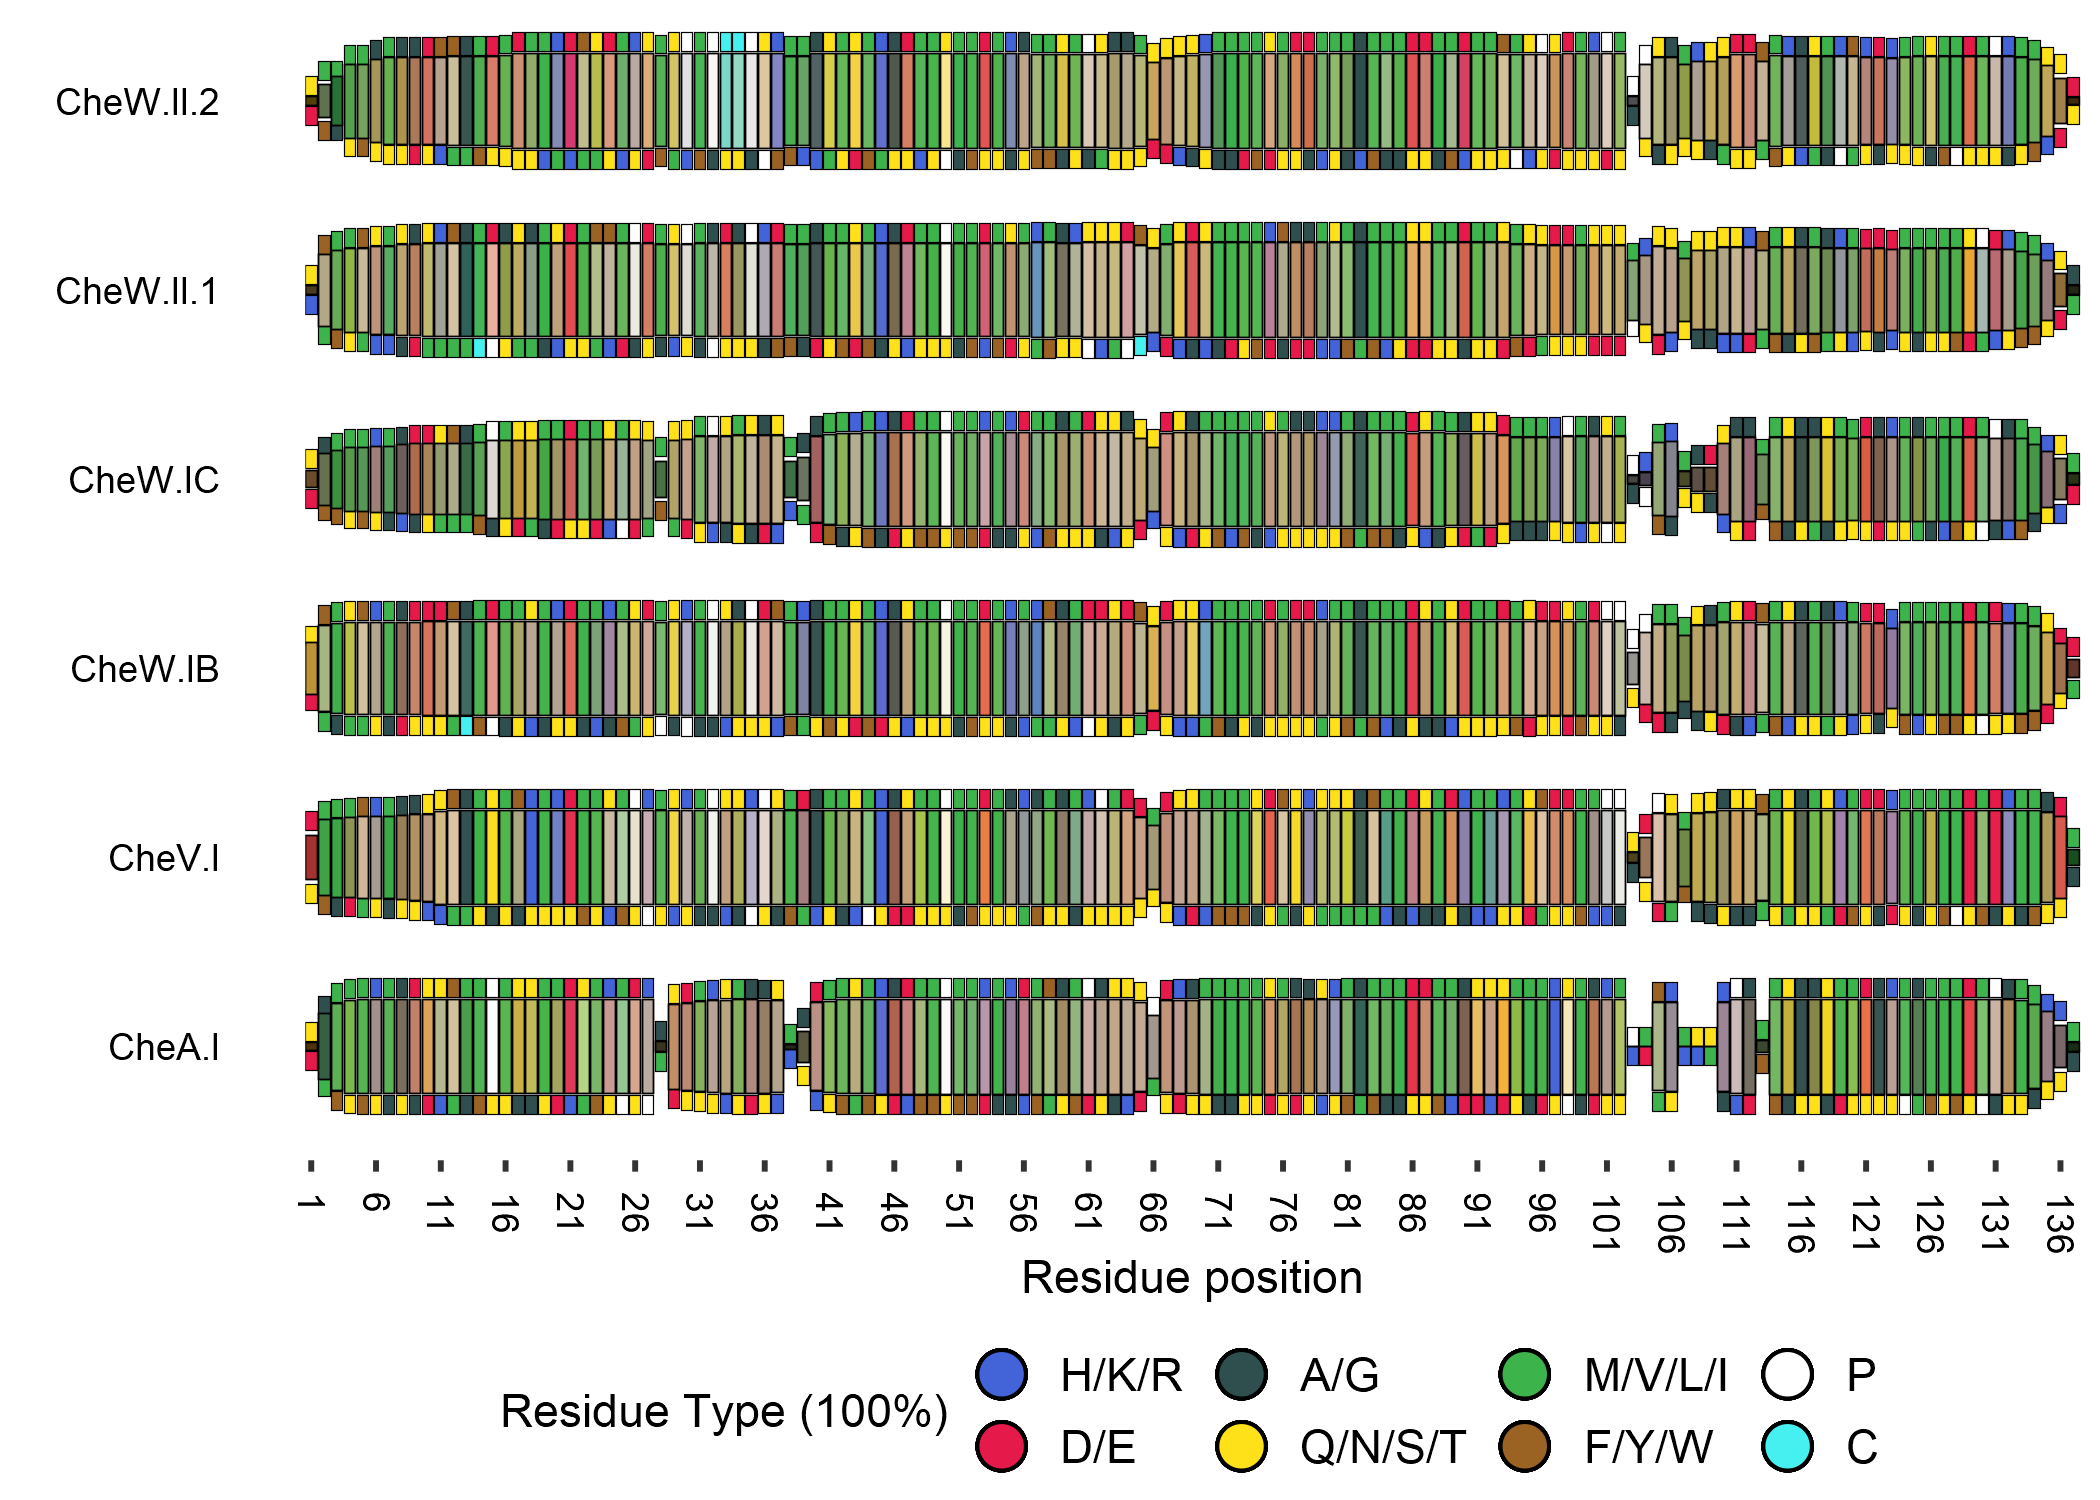 CheW.II.2
CheW.II.1
CheW.IC
CheW.IB
CheV.I
CheA.I
1 6 11 16 21 26 31 36 41 46 51 56 61 66 71 76 81 86 91 96 101 106 111 116 121 126 131 136
Residue position
Residue Type (100%)
H/K/R A/G M/V/L/I P
D/E Q/N/S/T F/Y/W C